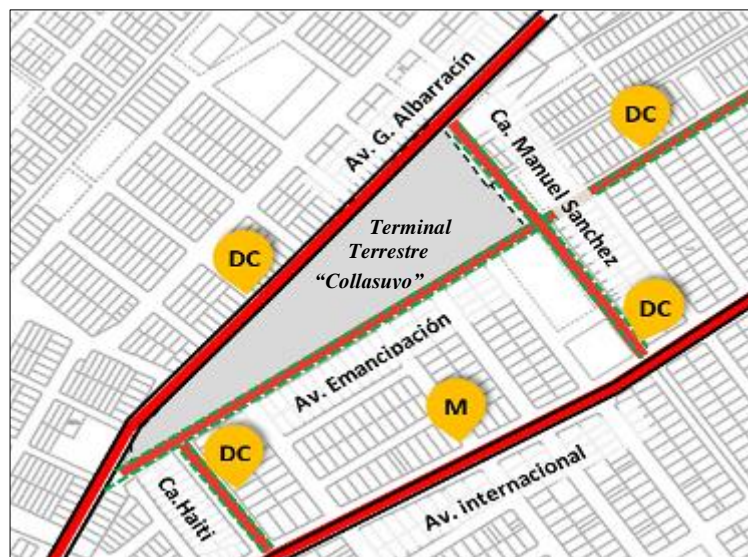 Av. G. Albarracín
Ca. Manuel Sanchez
DC
Terminal
Terrestre
“Collasuyo”
DC
DC
Av. Emancipación
M
DC
Ca.Haiti
Av. internacional